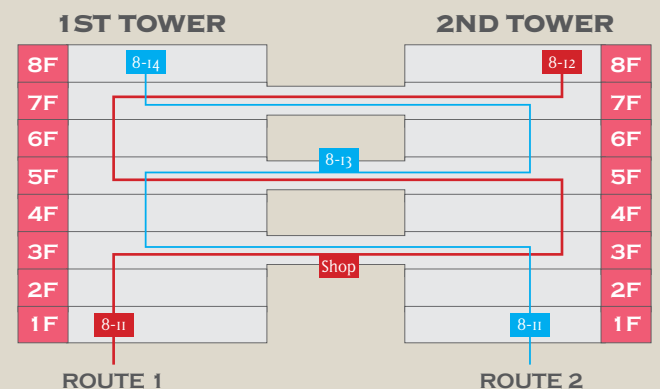 1ST TOWER 2ND TOWER
8F 8-14 8-12 8F
7F 7F
6F 6F
8-13
5F 5F
4F 4F
3F 3F
Shop
2F 2F
1F 8-11 8-11 1F
ROUTE 1 ROUTE 2